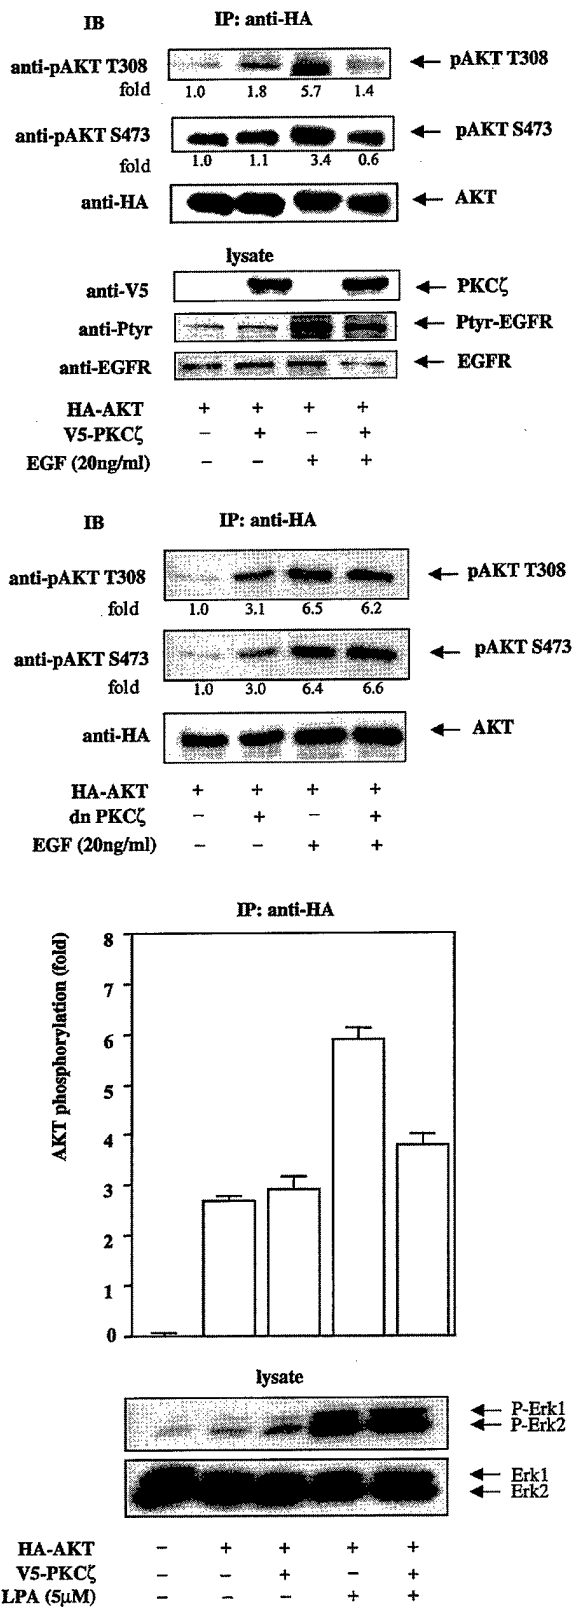 IB IP: anti-HA
anti-pAKT T308 pAKT T308
fold 1.0 1.8 5.7 1.4
anti-pAKT S473 pAKT S473
fold 1.0 1.1 3.4 0.6
anti-HA AKT
lysate
anti-V5 PKCζ
anti-Ptyr Ptyr-EGFR
anti-EGFR EGFR
HA-AKT + + + +
V5-PKCζ – + – +
EGF (20ng/ml) – – + +
IB IP: anti-HA
anti-pAKT T308 pAKT T308
fold 1.0 3.1 6.5 6.2
anti-pAKT S473 pAKT S473
fold 1.0 3.0 6.4 6.6
anti-HA AKT
HA-AKT + + + +
dn PKCζ – + – +
EGF (20ng/ml) – – + +
IP: anti-HA
AKT phosphorylation (fold)
8
7
6
5
4
3
2
1
0
lysate
P-Erk1
P-Erk2
Erk1
Erk2
HA-AKT – + + + +
V5-PKCζ – – + – +
LPA (5µM) – – – + +